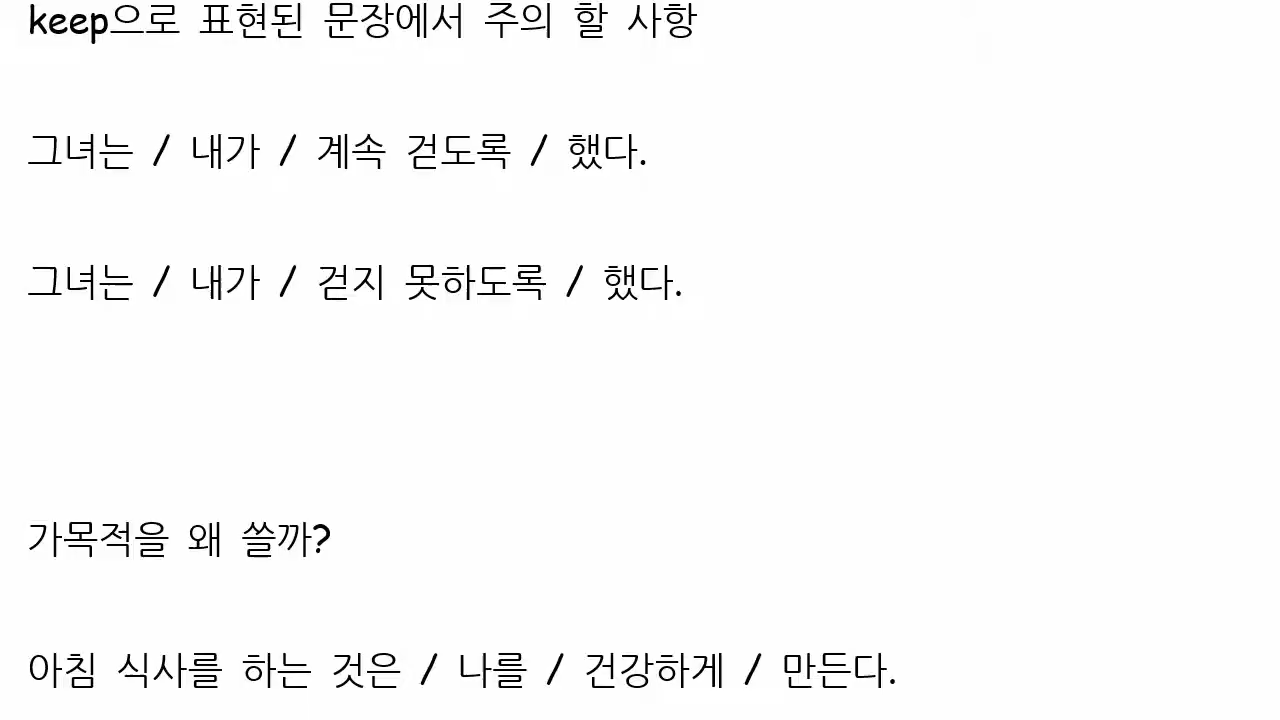 keep으로 표현된 문장에서 주의 할 사항
그녀는 / 내가 / 계속 걷도록 / 했다.
그녀는 / 내가 / 걷지 못하도록 / 했다.
가목적을 왜 쓸까?
아침 식사를 하는 것은 / 나를 / 건강하게 / 만든다.